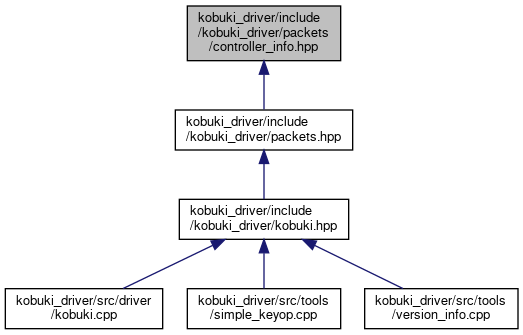 kobuki_driver/include
/kobuki_driver/packets
/controller_info.hpp
kobuki_driver/include
/kobuki_driver/packets.hpp
kobuki_driver/include
/kobuki_driver/kobuki.hpp
kobuki_driver/src/driver
/kobuki.cpp
kobuki_driver/src/tools
/simple_keyop.cpp
kobuki_driver/src/tools
/version_info.cpp